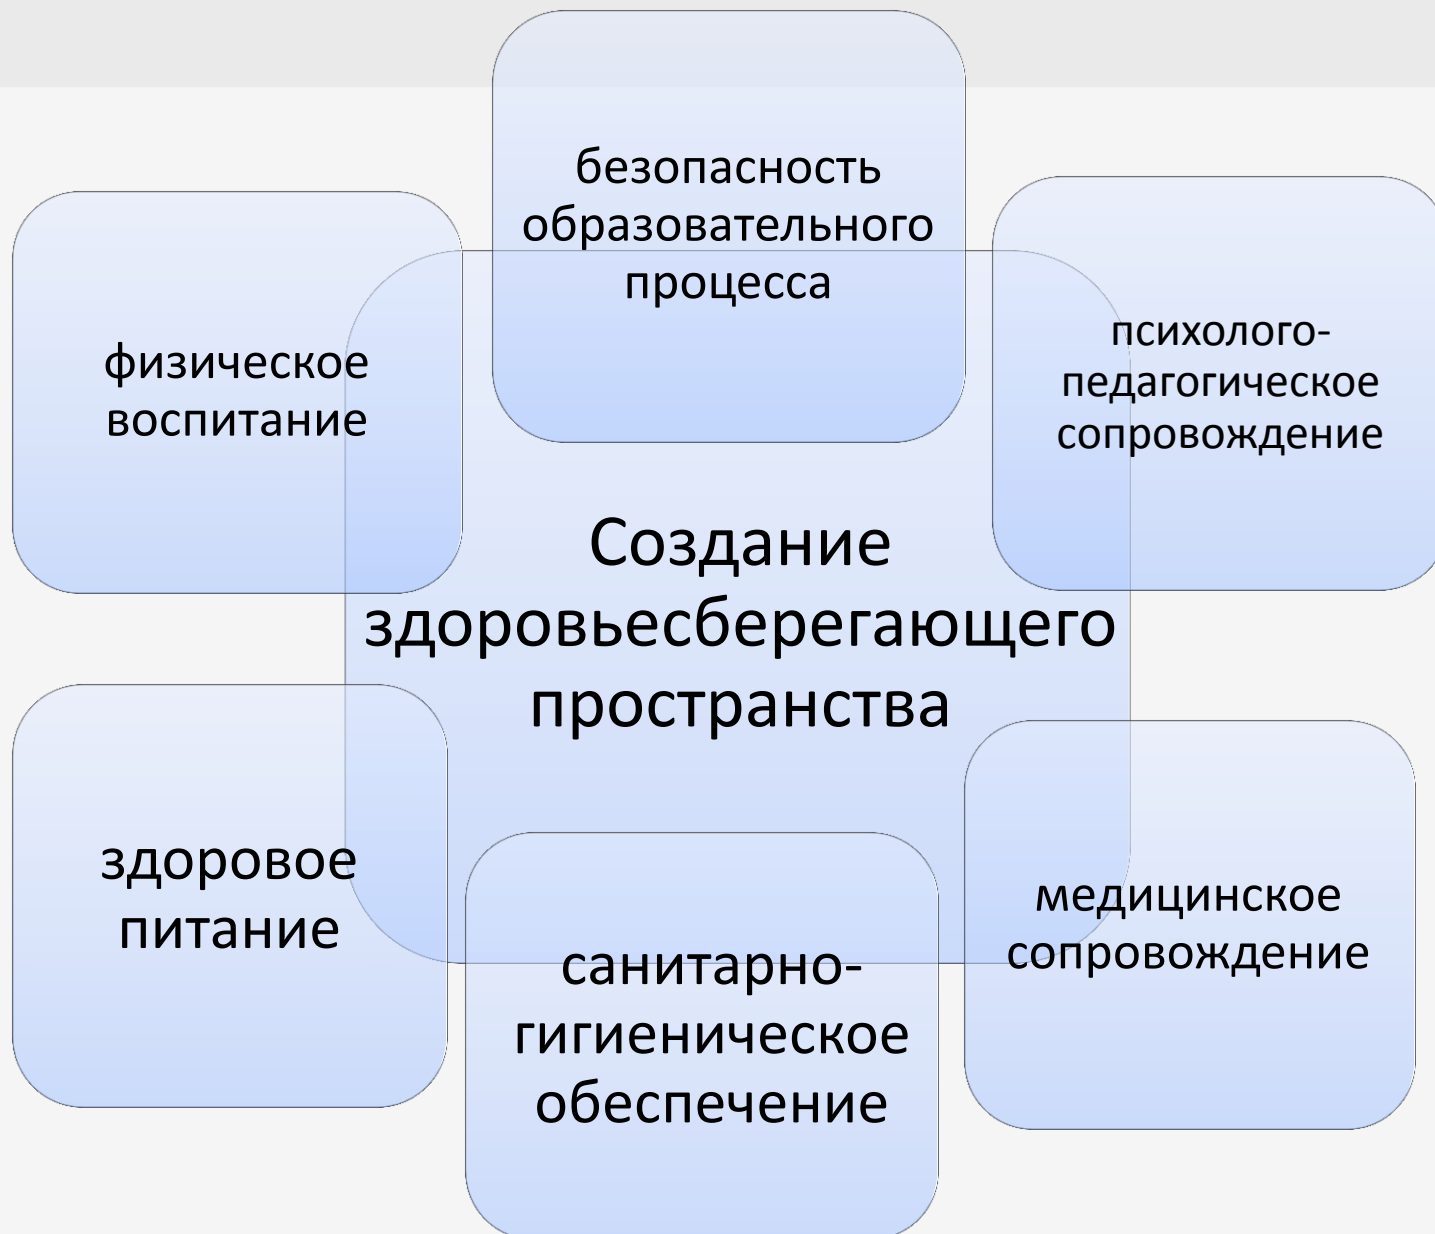 безопасность
образовательного
процесса
физическое
воспитание
психолого-
педагогическое
сопровождение
Создание
здоровьесберегающего
пространства
здоровое
питание
санитарно-
гигиеническое
обеспечение
медицинское
сопровождение